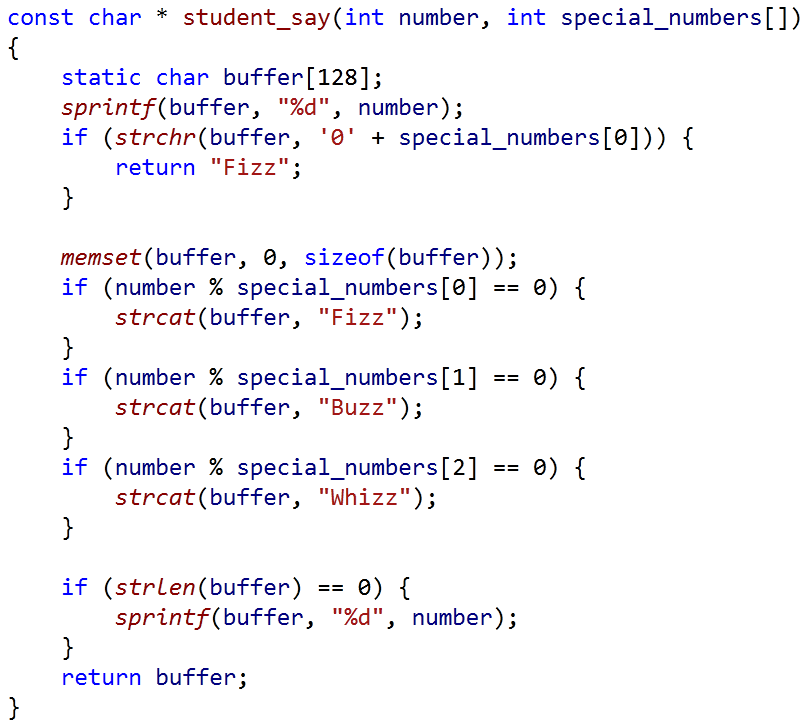 const char * student_say(int number, int special_numbers[])
{
    static char buffer[128];
    sprintf(buffer, "%d", number);
    if (strchr(buffer, '0' + special_numbers[0])) {
        return "Fizz";
    }

    memset(buffer, 0, sizeof(buffer));
    if (number % special_numbers[0] == 0) {
        strcat(buffer, "Fizz");
    }
    if (number % special_numbers[1] == 0) {
        strcat(buffer, "Buzz");
    }
    if (number % special_numbers[2] == 0) {
        strcat(buffer, "Whizz");
    }

    if (strlen(buffer) == 0) {
        sprintf(buffer, "%d", number);
    }
    return buffer;
}